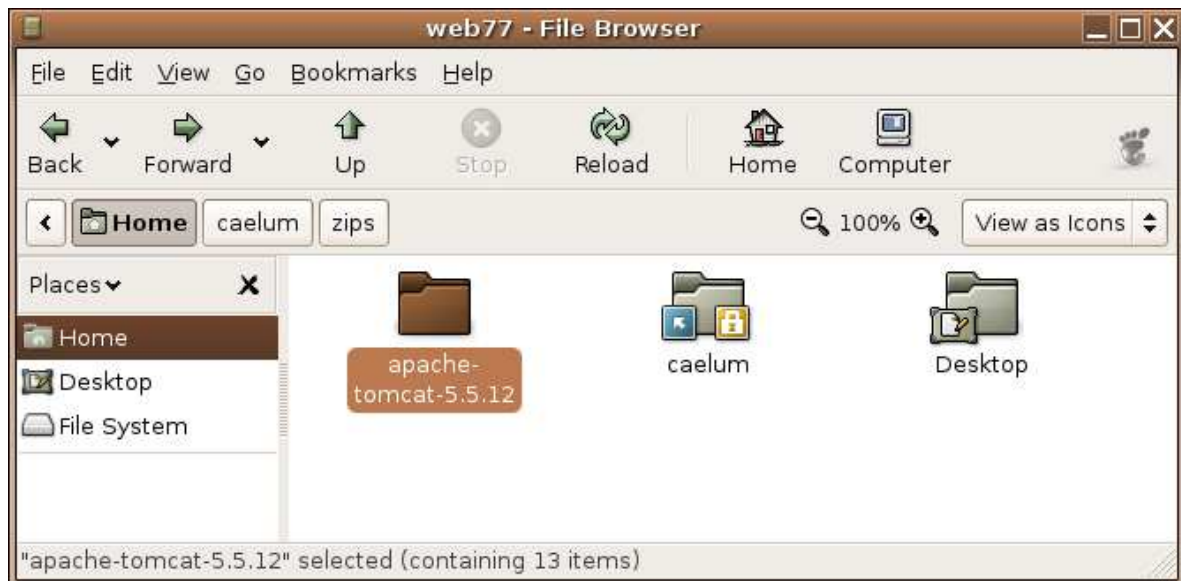 web77 - File Browser
File Edit View Go Bookmarks Help
Back Forward Up Stop Reload Home Computer
Home caelum zips 100% View as Icons
Places
Home
Desktop
File System
apache-
tomcat-5.5.12
caelum
Desktop
"apache-tomcat-5.5.12" selected (containing 13 items)